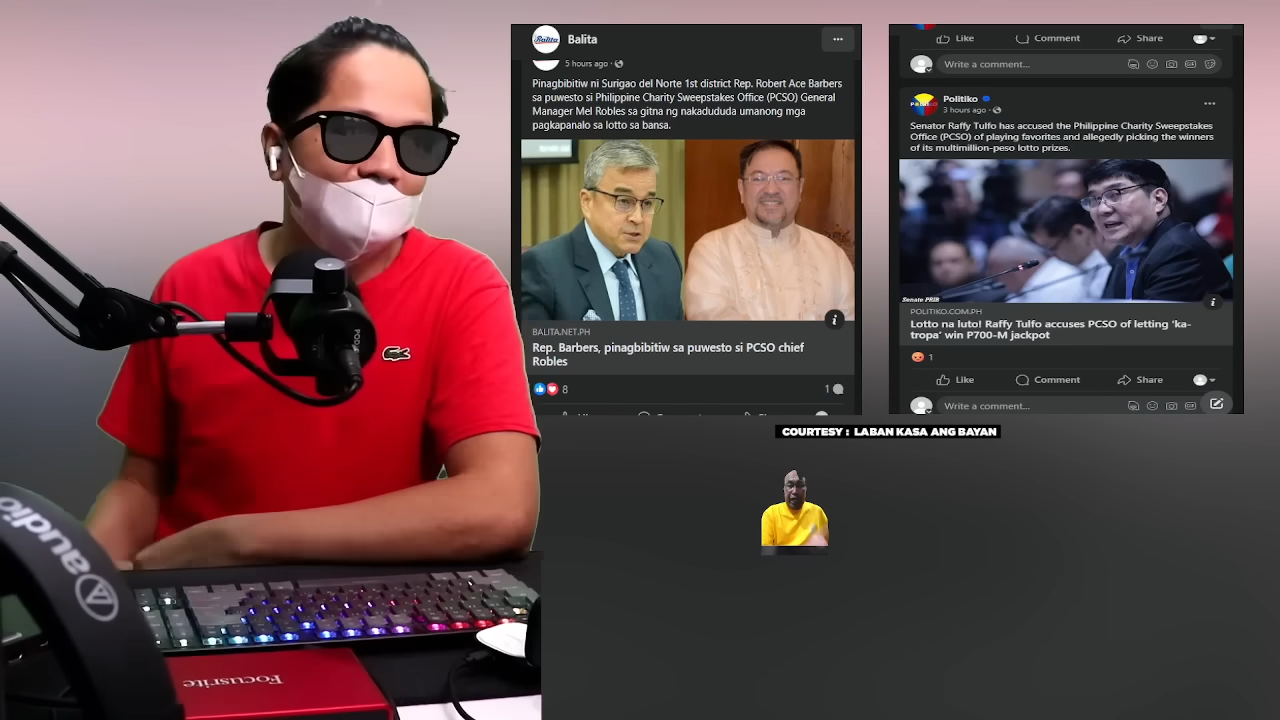 Balita
Balita
5 hours ago ·
Pinagbibitiw ni Surigao del Norte 1st district Rep. Robert Ace Barbers
sa puwesto si Philippine Charity Sweepstakes Office (PCSO) General
Manager Mel Robles sa gitna ng nakadududa umanong mga
pagkapanalo sa lotto sa bansa.
BALITA.NET.PH
Rep. Barbers, pinagbibitiw sa puwesto si PCSO chief
Robles
8
1
Like
Comment
Share
Write a comment...
Politiko
3 hours ago ·
Senator Raffy Tulfo has accused the Philippine Charity Sweepstakes
Office (PCSO) of playing favorites and allegedly picking the winners
of its multimillion-peso lotto prizes.
Senate PRIB
POLITIKO.COM.PH
Lotto na luto! Raffy Tulfo accuses PCSO of letting ‘ka-
tropa’ win P700-M jackpot
1
Like
Comment
Share
Write a comment...
COURTESY : LABAN KASA ANG BAYAN
audio
Focusrite